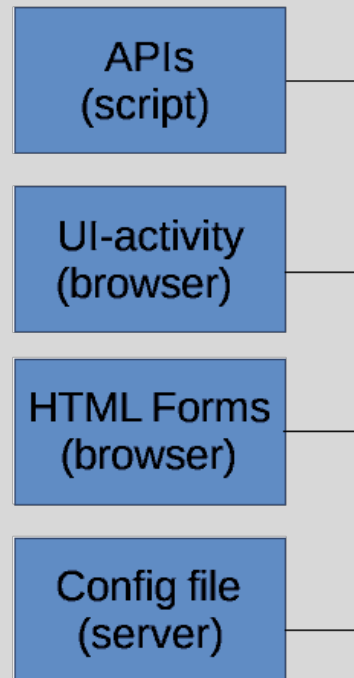 APIs
(script)
UI-activity
(browser)
HTML Forms
(browser)
Config file
(server)